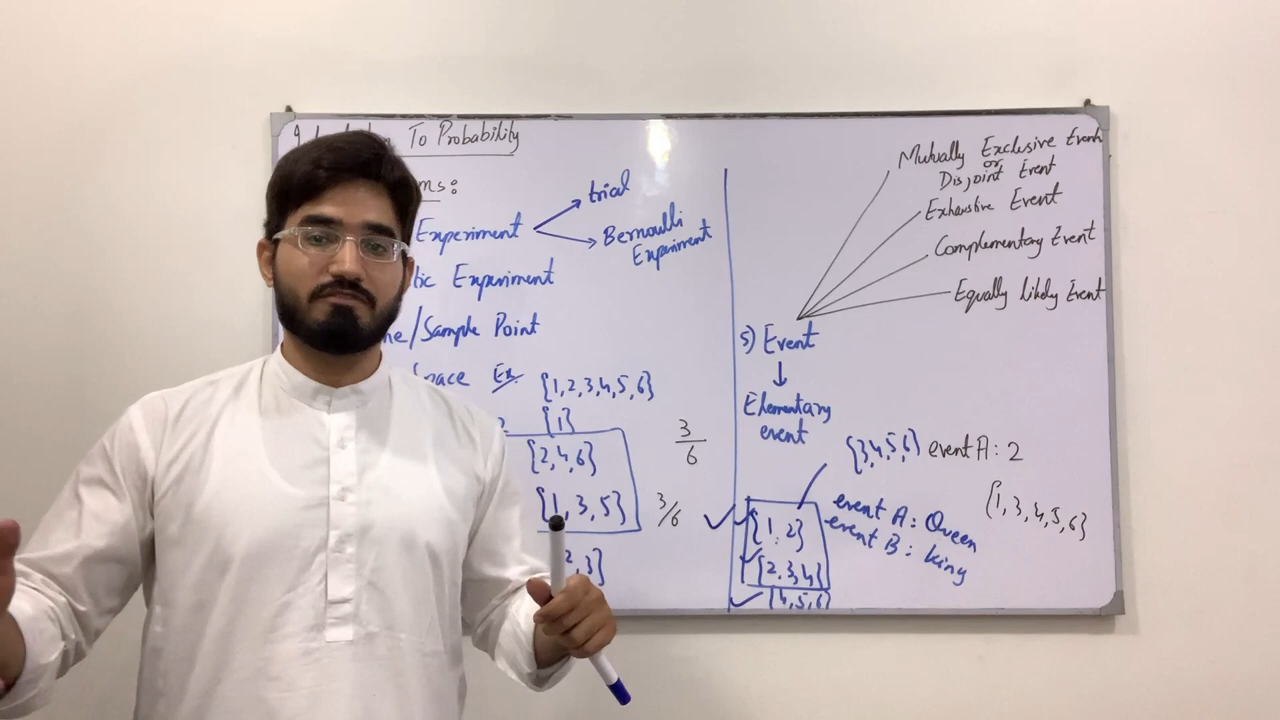 To Probability
ms:
Experiment
trial
Bernoulli
Experiment
tic Experiment
me/Sample Point
Space Ex
{1,2,3,4,5,6}
{1}
{2,4,6}
{1,3,5}
2,3}
3/6
3/6
Mutually Exclusive Event
or
Disjoint Event
Exhaustive Event
Complementary Event
Equally Likely Event
5) Event
Elementary
event
{3,4,5,6} event A: 2
{1,3,4,5,6}
event A: Queen
event B: king
{1,2}
{2,3,4}
{4,5,6}